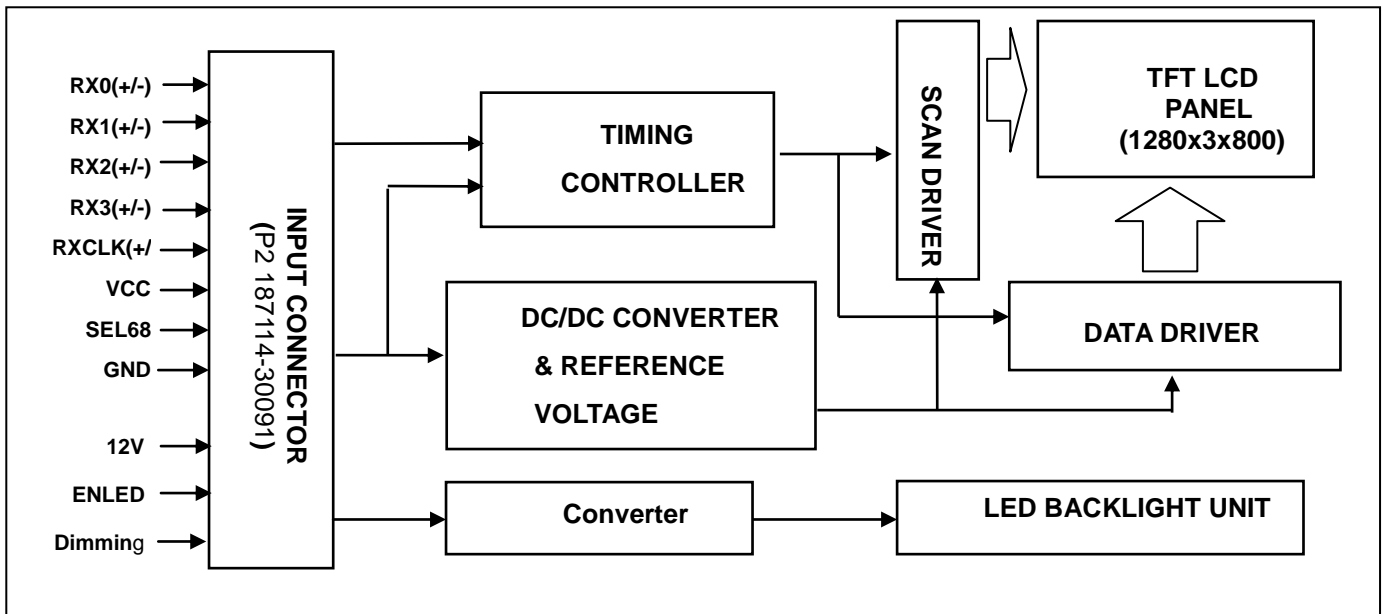 RX0(+/-)
RX1(+/-)
RX2(+/-)
RX3(+/-)
RXCLK(+/
VCC
SEL68
GND
12V
ENLED
Dimming
INPUT CONNECTOR
(P2 187114-30091)
TIMING
CONTROLLER
DC/DC CONVERTER
& REFERENCE
VOLTAGE
Converter
SCAN DRIVER
TFT LCD
PANEL
(1280x3x800)
DATA DRIVER
LED BACKLIGHT UNIT